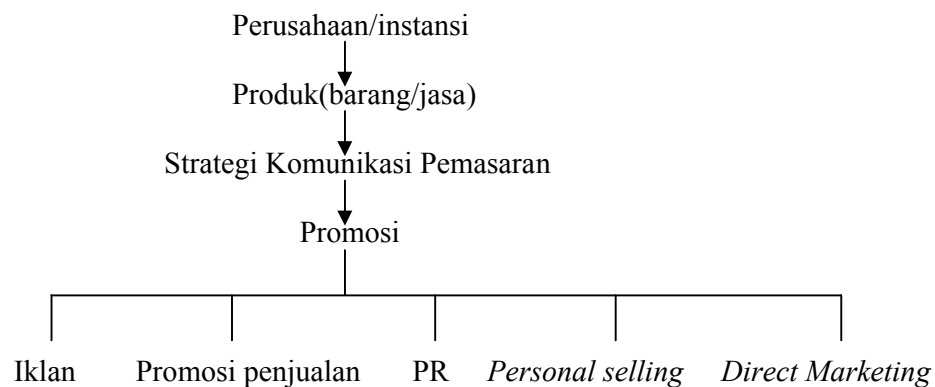 Perusahaan/instansi
Produk(barang/jasa)
Strategi Komunikasi Pemasaran
Promosi
Iklan Promosi penjualan PR Personal selling Direct Marketing